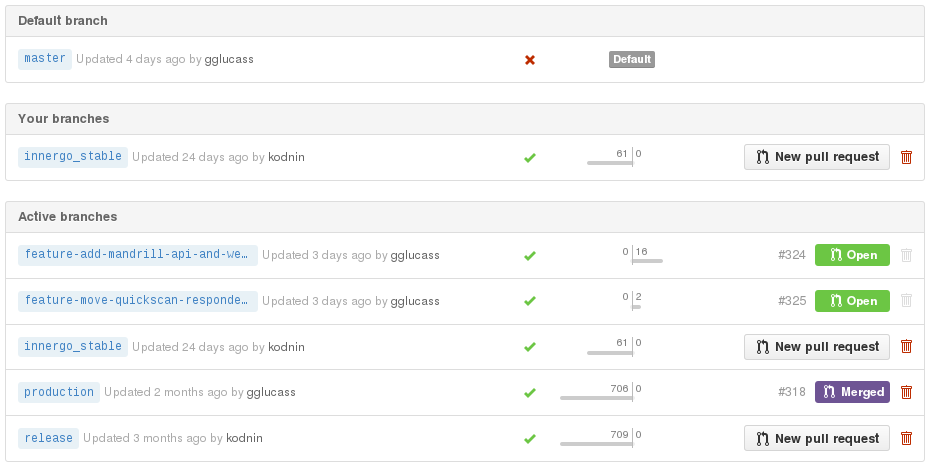 Default branch
master Updated 4 days ago by gglucass Default
Your branches
innergo_stable Updated 24 days ago by kodnin 61 0 New pull request
Active branches
feature-add-mandrill-api-and-we… Updated 3 days ago by gglucass 0 16 #324 Open
feature-move-quickscan-responde… Updated 3 days ago by gglucass 0 2 #325 Open
innergo_stable Updated 24 days ago by kodnin 61 0 New pull request
production Updated 2 months ago by gglucass 706 0 #318 Merged
release Updated 3 months ago by kodnin 709 0 New pull request